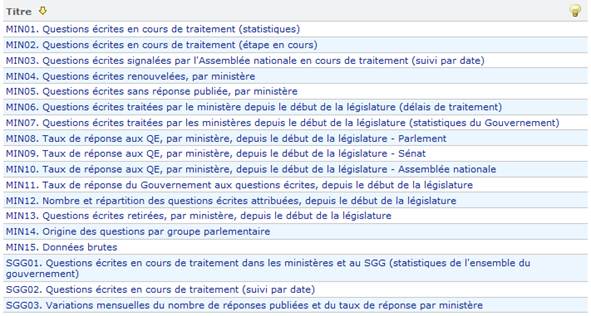 Titre
MIN01. Questions écrites en cours de traitement (statistiques)
MIN02. Questions écrites en cours de traitement (étape en cours)
MIN03. Questions écrites signalées par l'Assemblée nationale en cours de traitement (suivi par date)
MIN04. Questions écrites renouvelées, par ministère
MIN05. Questions écrites sans réponse publiée, par ministère
MIN06. Questions écrites traitées par le ministère depuis le début de la législature (délais de traitement)
MIN07. Questions écrites traitées par les ministères depuis le début de la législature (statistiques du Gouvernement)
MIN08. Taux de réponse aux QE, par ministère, depuis le début de la législature - Parlement
MIN09. Taux de réponse aux QE, par ministère, depuis le début de la législature - Sénat
MIN10. Taux de réponse aux QE, par ministère, depuis le début de la législature - Assemblée nationale
MIN11. Taux de réponse du Gouvernement aux questions écrites, depuis le début de la législature
MIN12. Nombre et répartition des questions écrites attribuées, depuis le début de la législature
MIN13. Questions écrites retirées, par ministère, depuis le début de la législature
MIN14. Origine des questions par groupe parlementaire
MIN15. Données brutes
SGG01. Questions écrites en cours de traitement dans les ministères et au SGG (statistiques de l'ensemble du
gouvernement)
SGG02. Questions écrites en cours de traitement (suivi par date)
SGG03. Variations mensuelles du nombre de réponses publiées et du taux de réponse par ministère